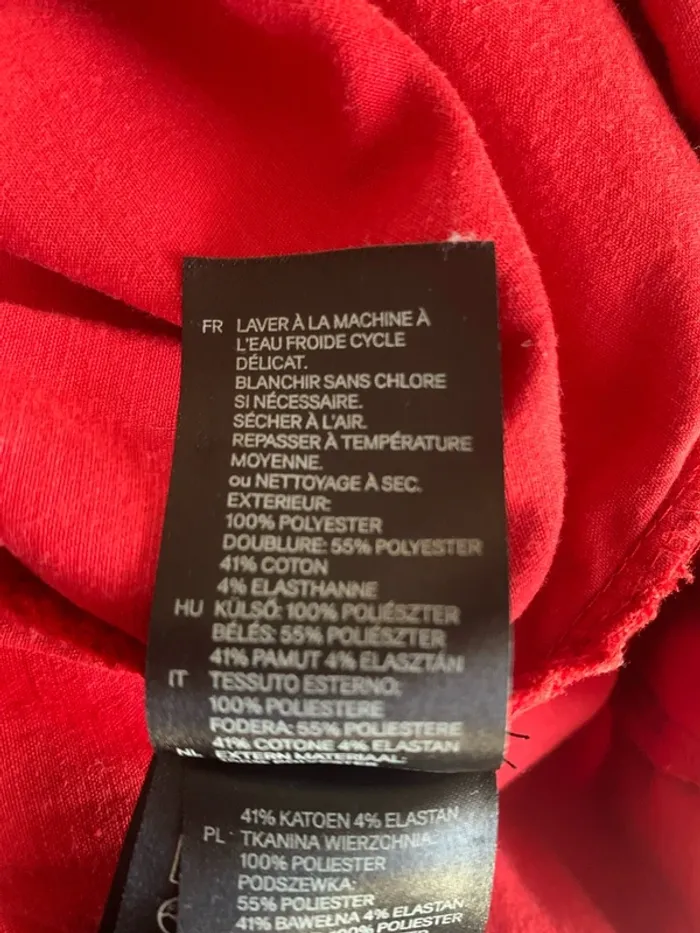 FR LAVER À LA MACHINE À
L'EAU FROIDE CYCLE
DÉLICAT.
BLANCHIR SANS CHLORE
SI NÉCESSAIRE.
SÉCHER À L'AIR.
REPASSER À TEMPÉRATURE
MOYENNE.
ou NETTOYAGE À SEC.
EXTERIEUR:
100% POLYESTER
DOUBLURE: 55% POLYESTER
41% COTON
4% ELASTHANNE
HU KÜLSŐ: 100% POLIÉSZTER
BÉLÉS: 55% POLIÉSZTER
41% PAMUT 4% ELASZTÁN
IT TESSUTO ESTERNO:
100% POLIESTERE
FODERA: 55% POLIESTERE
41% COTONE 4% ELASTAN
NL EXTERN MATERIAAL:
41% KATOEN 4% ELASTAN
PL TKANINA WIERZCHNIA:
100% POLIESTER
PODSZEWKA:
55% POLIESTER
41% BAWEŁNA 4% ELASTAN